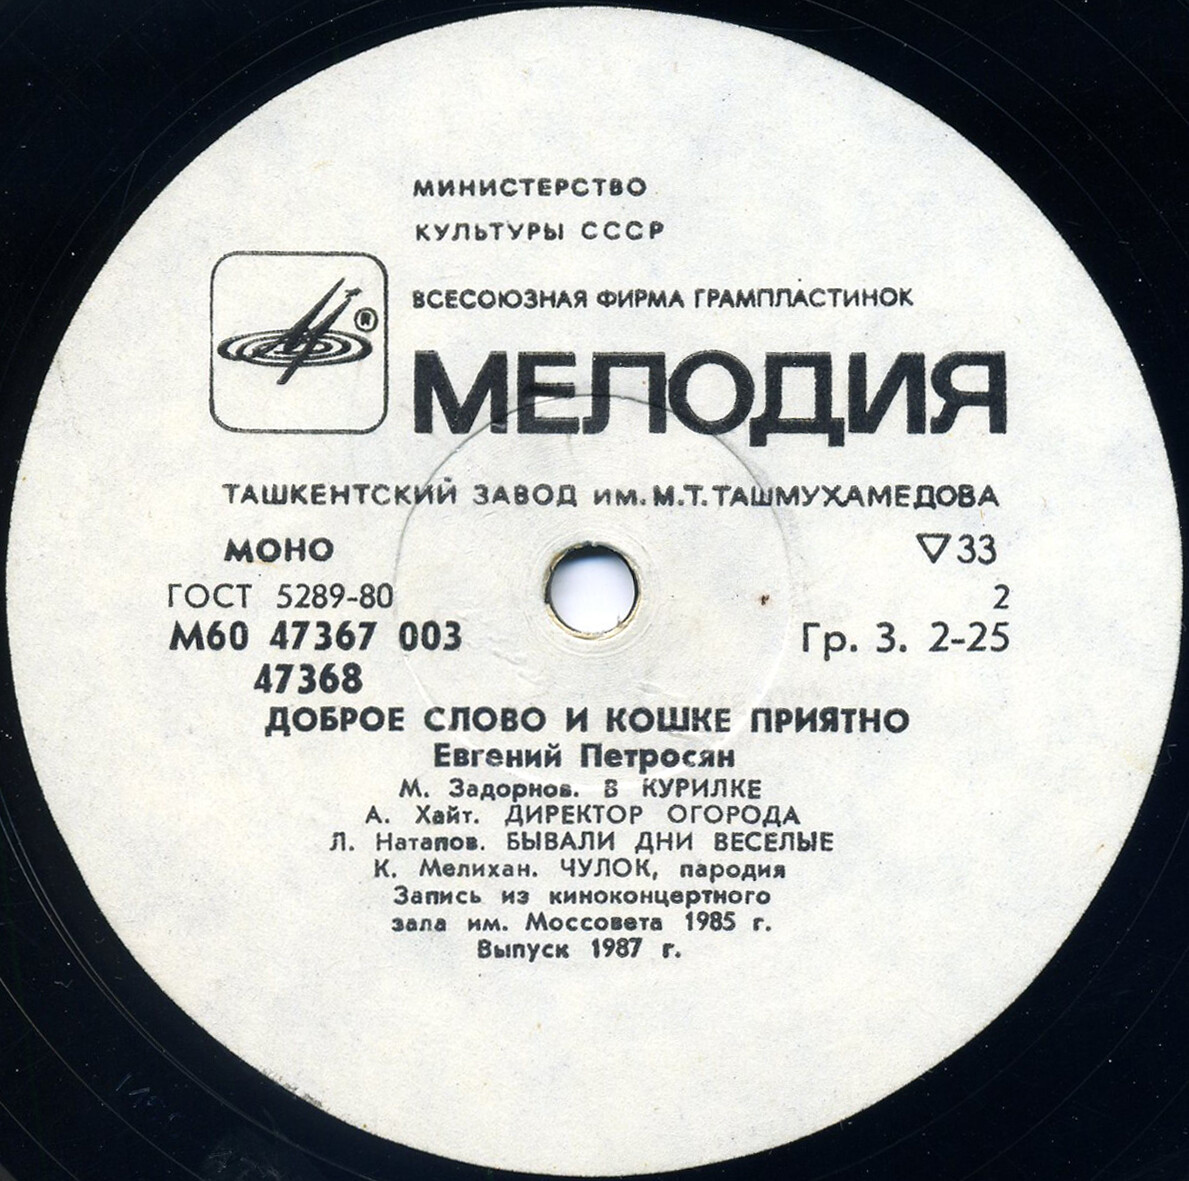 МИНИСТЕРСТВО
КУЛЬТУРЫ СССР
ВСЕСОЮЗНАЯ ФИРМА ГРАМПЛАСТИНОК
®
МЕЛОДИЯ
ТАШКЕНТСКИЙ ЗАВОД им. М.Т. ТАШМУХАМЕДОВА
МОНО ▽33
ГОСТ 5289-80 2
М60 47367 003 Гр. 3. 2-25
47368
ДОБРОЕ СЛОВО И КОШКЕ ПРИЯТНО
Евгений Петросян
М. Задорнов. В КУРИЛКЕ
А. Хайт. ДИРЕКТОР ОГОРОДА
Л. Натапов. БЫВАЛИ ДНИ ВЕСЕЛЫЕ
К. Мелихан. ЧУЛОК, пародия
Запись из киноконцертного
зала им. Моссовета 1985 г.
Выпуск 1987 г.